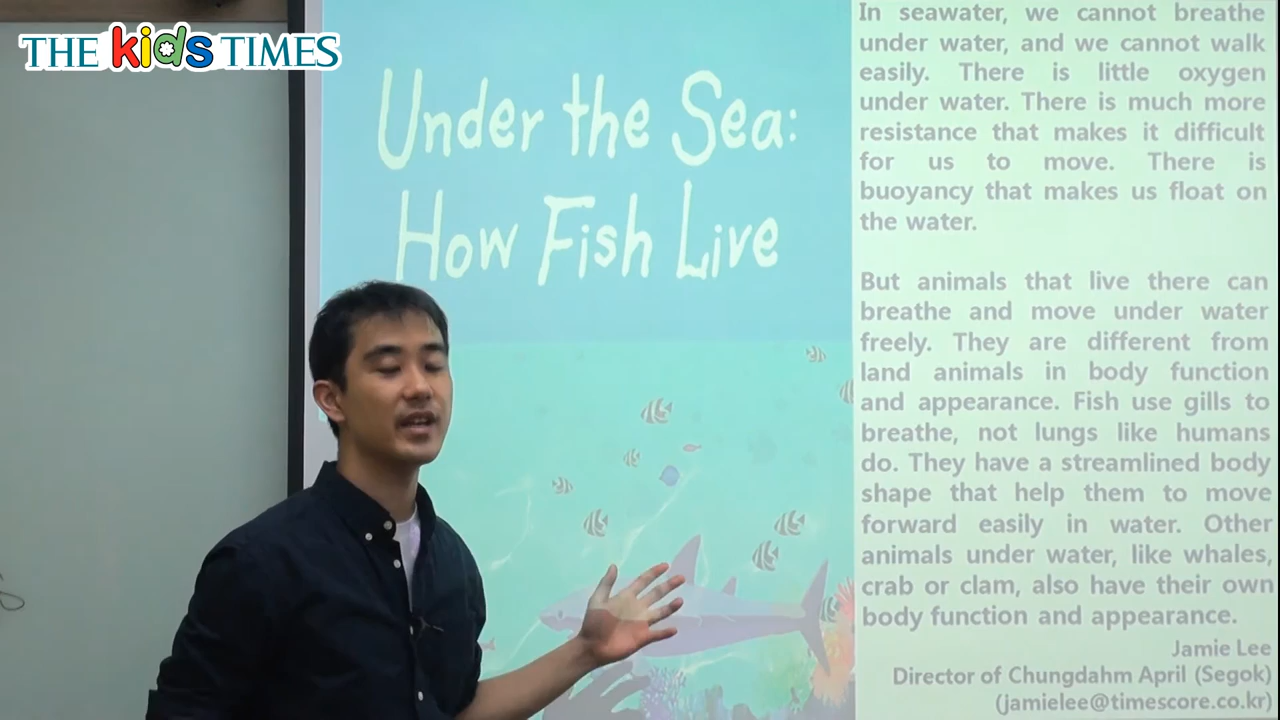 THE kids TIMES
Under the Sea:
How Fish Live
In seawater, we cannot breathe
under water, and we cannot walk
easily. There is little oxygen
under water. There is much more
resistance that makes it difficult
for us to move. There is
buoyancy that makes us float on
the water.
But animals that live there can
breathe and move under water
freely. They are different from
land animals in body function
and appearance. Fish use gills to
breathe, not lungs like humans
do. They have a streamlined body
shape that help them to move
forward easily in water. Other
animals under water, like whales,
crab or clam, also have their own
body function and appearance.
Jamie Lee
Director of Chungdahm April (Segok)
(jamielee@timescore.co.kr)